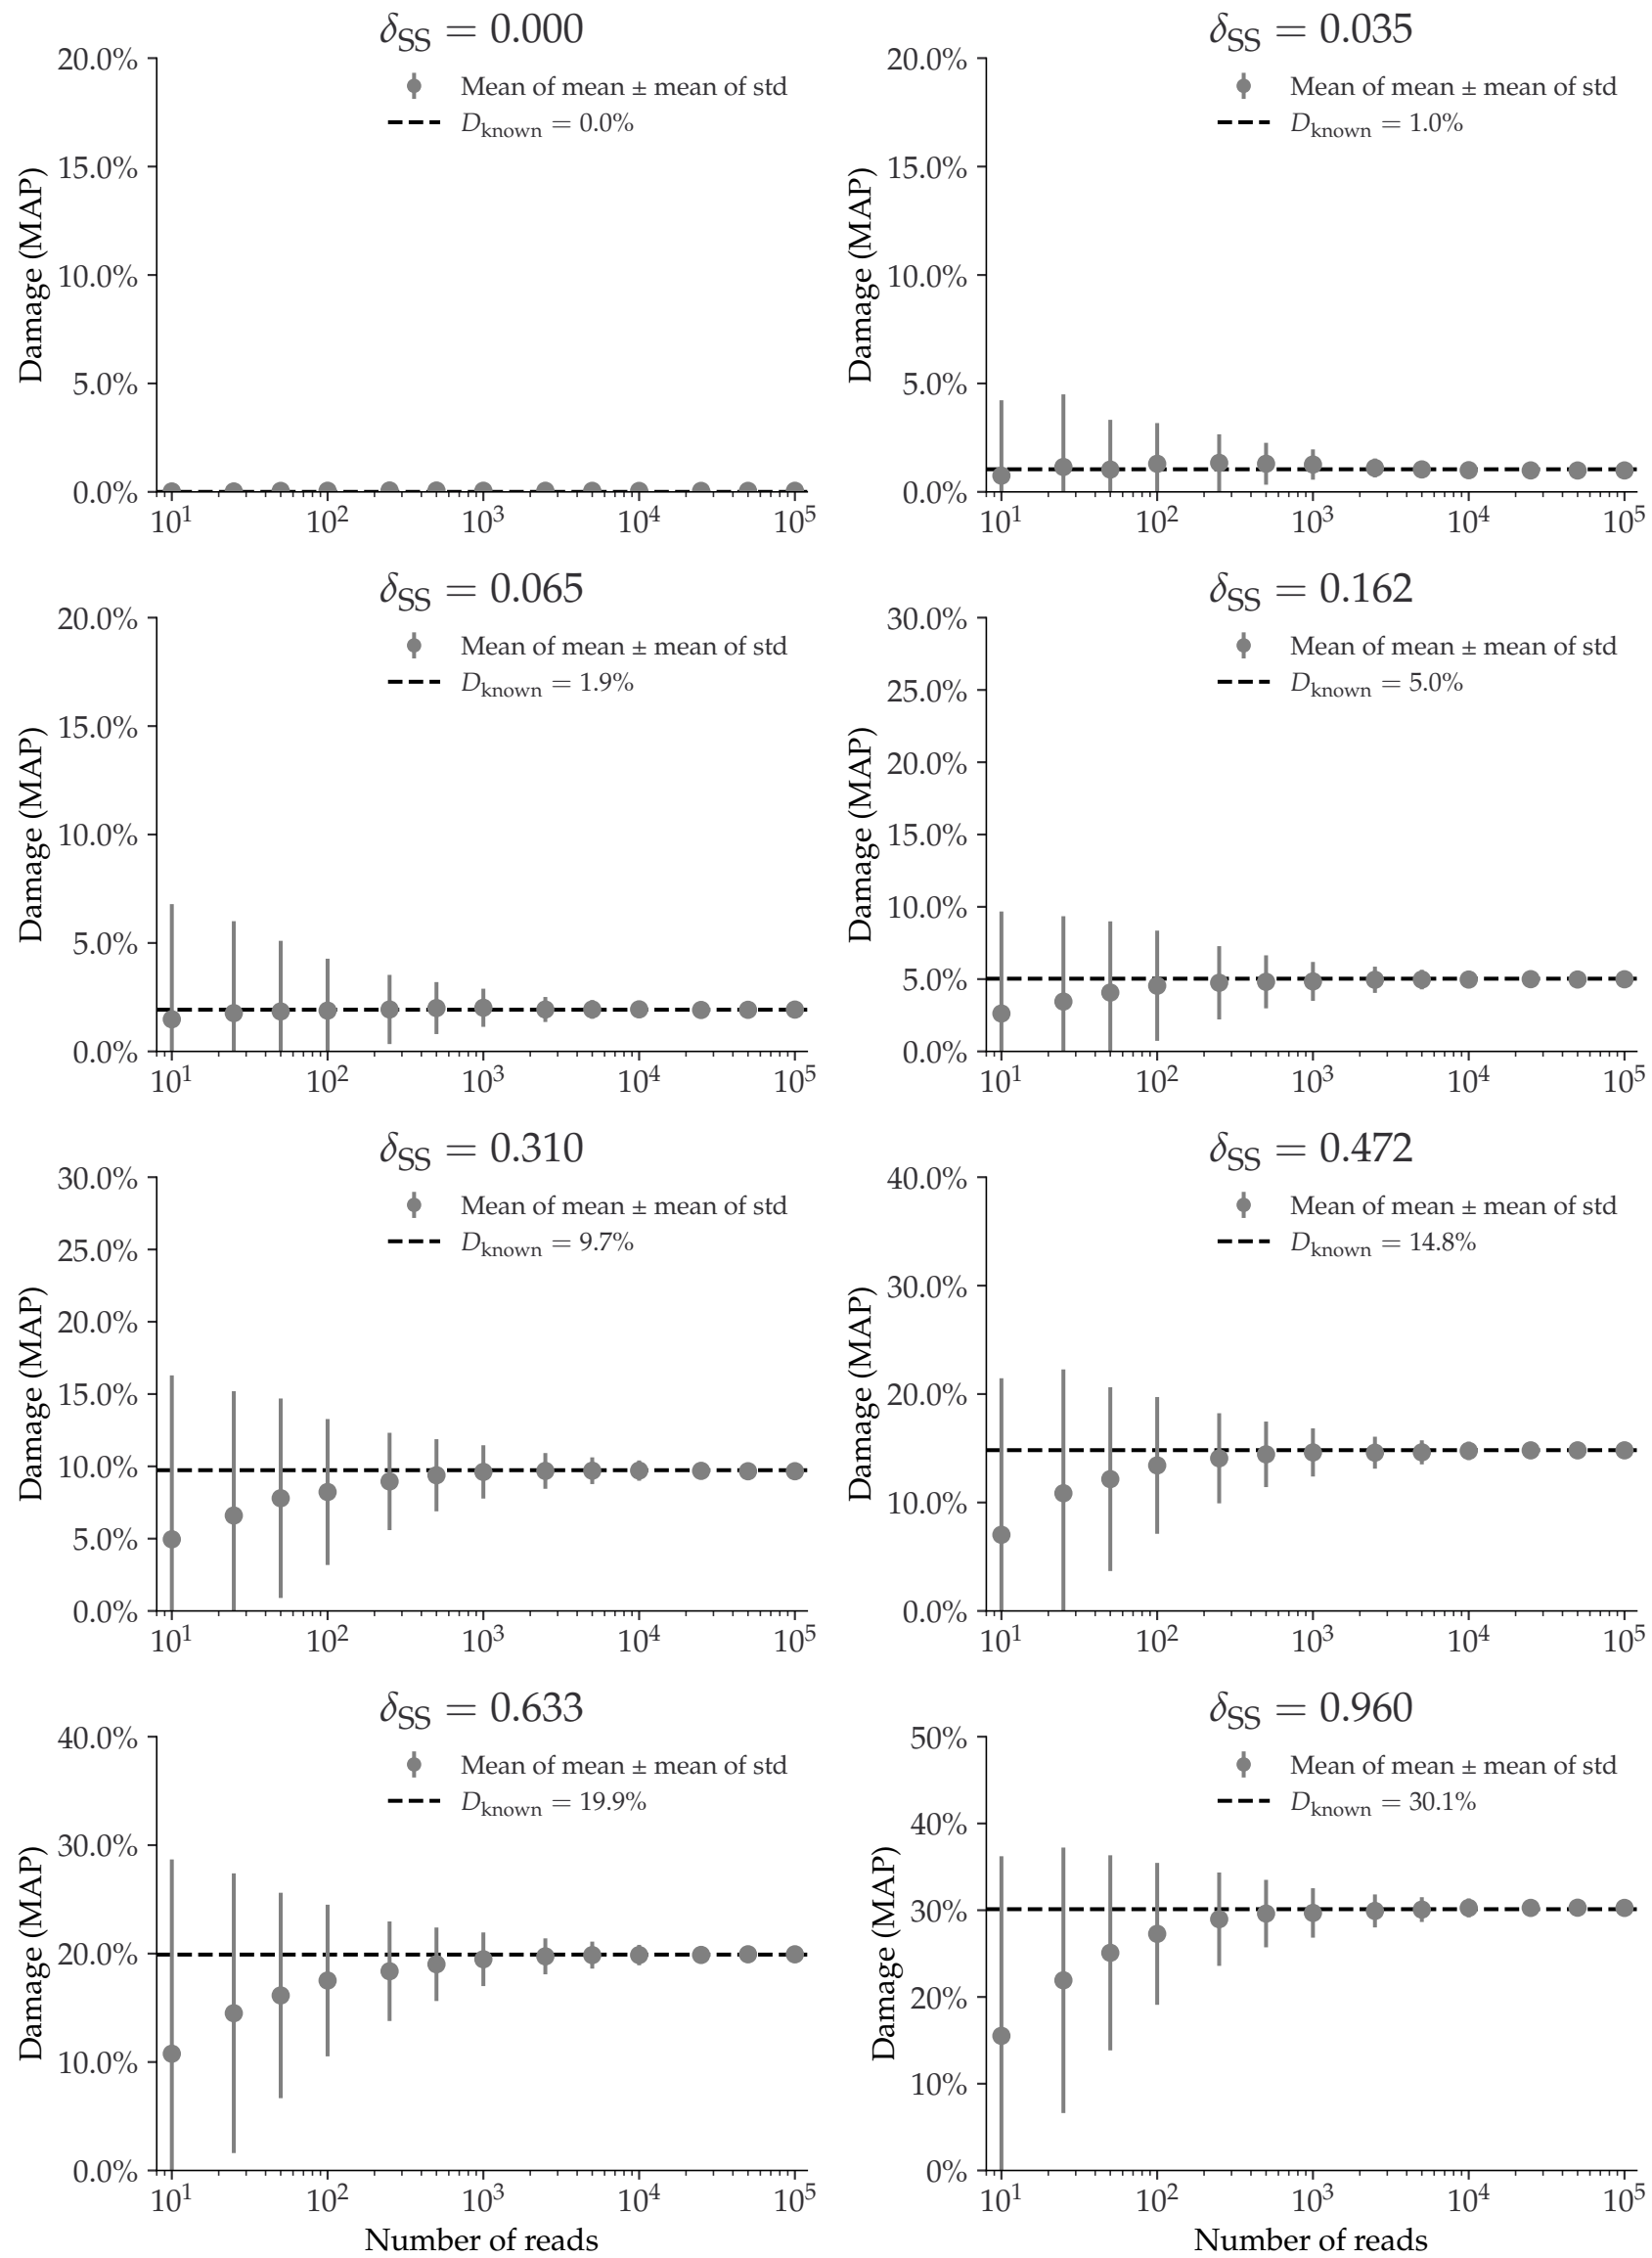 δSS = 0.000
Mean of mean ± mean of std
Dknown = 0.0%
Damage (MAP)
20.0%
15.0%
10.0%
5.0%
0.0%
10¹ 10² 10³ 10⁴ 10⁵
δSS = 0.035
Mean of mean ± mean of std
Dknown = 1.0%
Damage (MAP)
20.0%
15.0%
10.0%
5.0%
0.0%
10¹ 10² 10³ 10⁴ 10⁵
δSS = 0.065
Mean of mean ± mean of std
Dknown = 1.9%
Damage (MAP)
20.0%
15.0%
10.0%
5.0%
0.0%
10¹ 10² 10³ 10⁴ 10⁵
δSS = 0.162
Mean of mean ± mean of std
Dknown = 5.0%
Damage (MAP)
30.0%
25.0%
20.0%
15.0%
10.0%
5.0%
0.0%
10¹ 10² 10³ 10⁴ 10⁵
δSS = 0.310
Mean of mean ± mean of std
Dknown = 9.7%
Damage (MAP)
30.0%
25.0%
20.0%
15.0%
10.0%
5.0%
0.0%
10¹ 10² 10³ 10⁴ 10⁵
δSS = 0.472
Mean of mean ± mean of std
Dknown = 14.8%
Damage (MAP)
40.0%
30.0%
20.0%
10.0%
0.0%
10¹ 10² 10³ 10⁴ 10⁵
δSS = 0.633
Mean of mean ± mean of std
Dknown = 19.9%
Damage (MAP)
40.0%
30.0%
20.0%
10.0%
0.0%
10¹ 10² 10³ 10⁴ 10⁵
Number of reads
δSS = 0.960
Mean of mean ± mean of std
Dknown = 30.1%
Damage (MAP)
50%
40%
30%
20%
10%
0%
10¹ 10² 10³ 10⁴ 10⁵
Number of reads